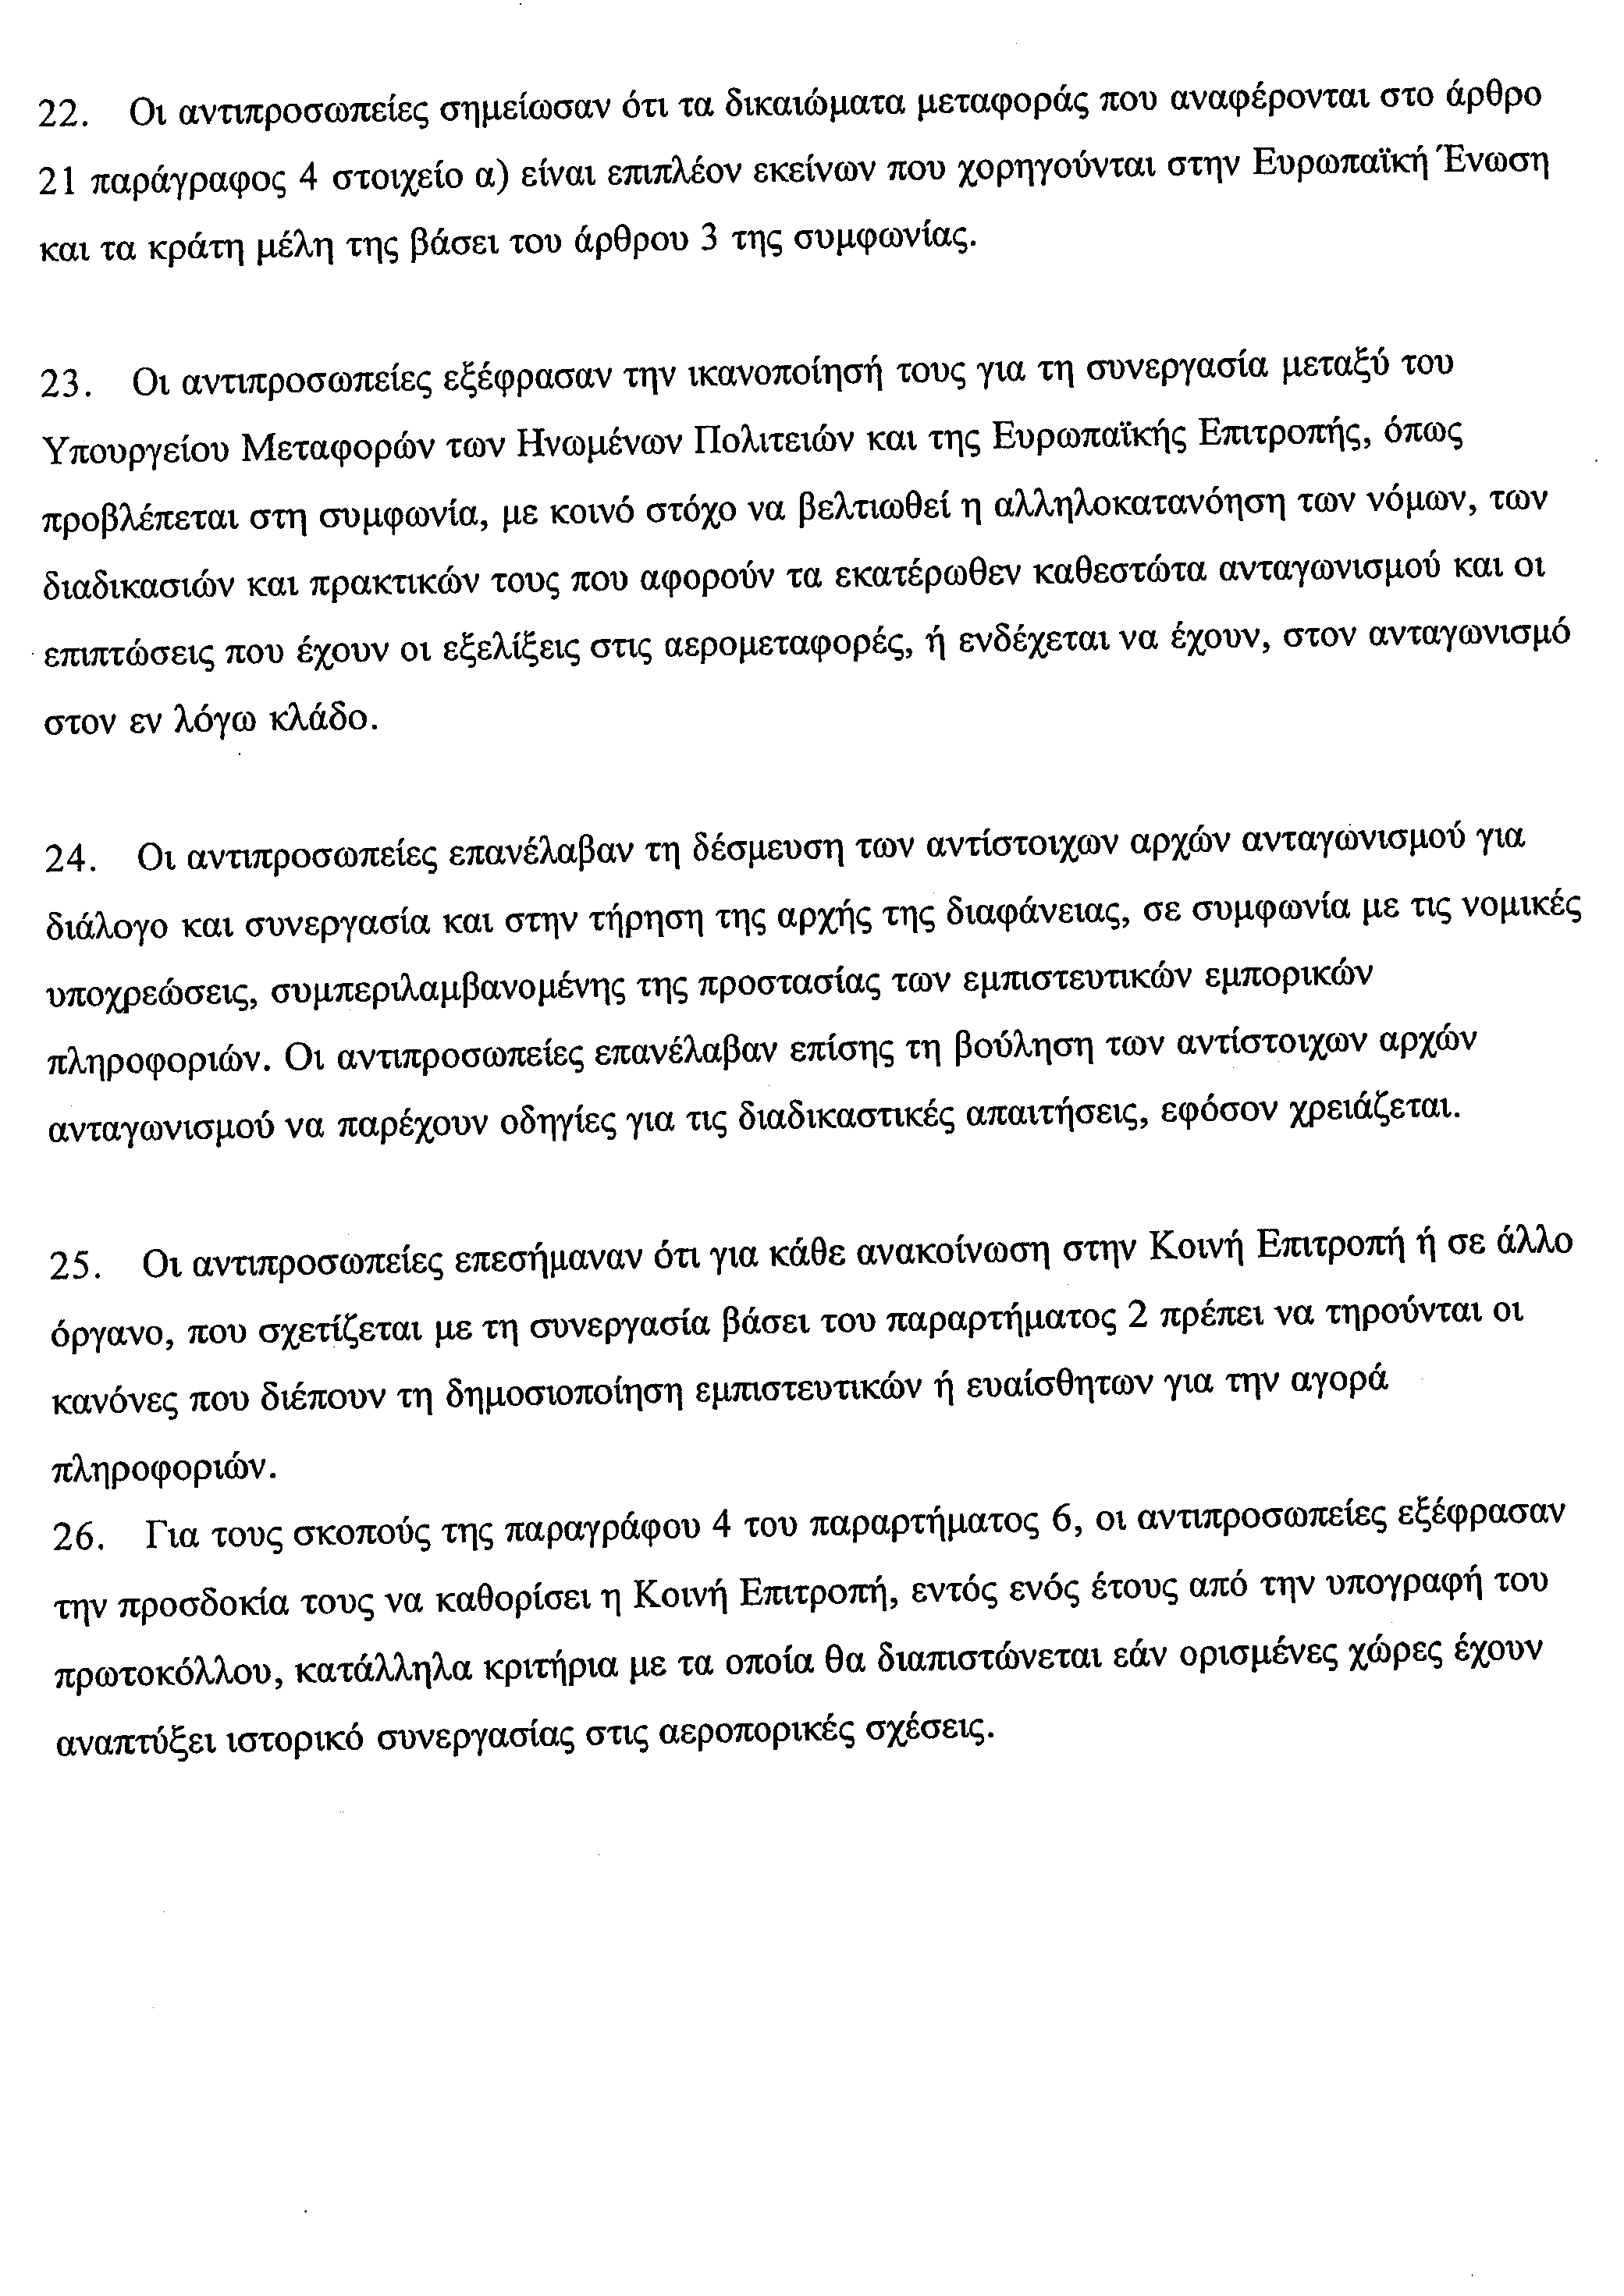 22. Οι αντιπροσωπείες σημείωσαν ότι τα δικαιώματα μεταφοράς που αναφέρονται στο άρθρο
21 παράγραφος 4 στοιχείο α) είναι επιπλέον εκείνων που χορηγούνται στην Ευρωπαϊκή Ένωση
και τα κράτη μέλη της βάσει του άρθρου 3 της συμφωνίας.
23. Οι αντιπροσωπείες εξέφρασαν την ικανοποίησή τους για τη συνεργασία μεταξύ του
Υπουργείου Μεταφορών των Ηνωμένων Πολιτειών και της Ευρωπαϊκής Επιτροπής, όπως
προβλέπεται στη συμφωνία, με κοινό στόχο να βελτιωθεί η αλληλοκατανόηση των νόμων, των
διαδικασιών και πρακτικών τους που αφορούν τα εκατέρωθεν καθεστώτα ανταγωνισμού και οι
επιπτώσεις που έχουν οι εξελίξεις στις αερομεταφορές, ή ενδέχεται να έχουν, στον ανταγωνισμό
στον εν λόγω κλάδο.
24. Οι αντιπροσωπείες επανέλαβαν τη δέσμευση των αντίστοιχων αρχών ανταγωνισμού για
διάλογο και συνεργασία και στην τήρηση της αρχής της διαφάνειας, σε συμφωνία με τις νομικές
υποχρεώσεις, συμπεριλαμβανομένης της προστασίας των εμπιστευτικών εμπορικών
πληροφοριών. Οι αντιπροσωπείες επανέλαβαν επίσης τη βούληση των αντίστοιχων αρχών
ανταγωνισμού να παρέχουν οδηγίες για τις διαδικαστικές απαιτήσεις, εφόσον χρειάζεται.
25. Οι αντιπροσωπείες επεσήμαναν ότι για κάθε ανακοίνωση στην Κοινή Επιτροπή ή σε άλλο
όργανο, που σχετίζεται με τη συνεργασία βάσει του παραρτήματος 2 πρέπει να τηρούνται οι
κανόνες που διέπουν τη δημοσιοποίηση εμπιστευτικών ή ευαίσθητων για την αγορά
πληροφοριών.
26. Για τους σκοπούς της παραγράφου 4 του παραρτήματος 6, οι αντιπροσωπείες εξέφρασαν
την προσδοκία τους να καθορίσει η Κοινή Επιτροπή, εντός ενός έτους από την υπογραφή του
πρωτοκόλλου, κατάλληλα κριτήρια με τα οποία θα διαπιστώνεται εάν ορισμένες χώρες έχουν
αναπτύξει ιστορικό συνεργασίας στις αεροπορικές σχέσεις.